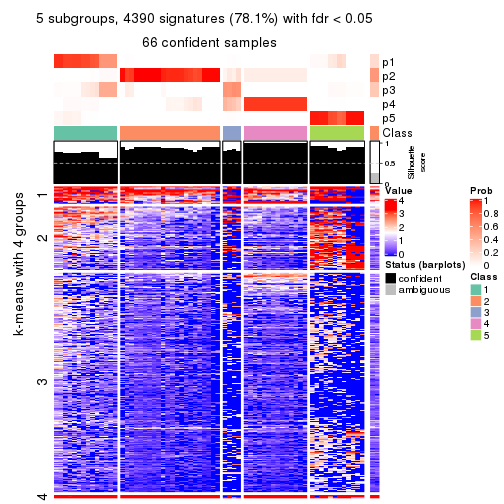 5 subgroups, 4390 signatures (78.1%) with fdr < 0.05
66 confident samples
p1
p2
p3
p4
p5
Class
1
0.5
0
Silhouette
score
k-means with 4 groups
1
2
3
4
Value
4
3
2
1
0
Status (barplots)
confident
ambiguous
Prob
1
0.8
0.6
0.4
0.2
0
Class
1
2
3
4
5